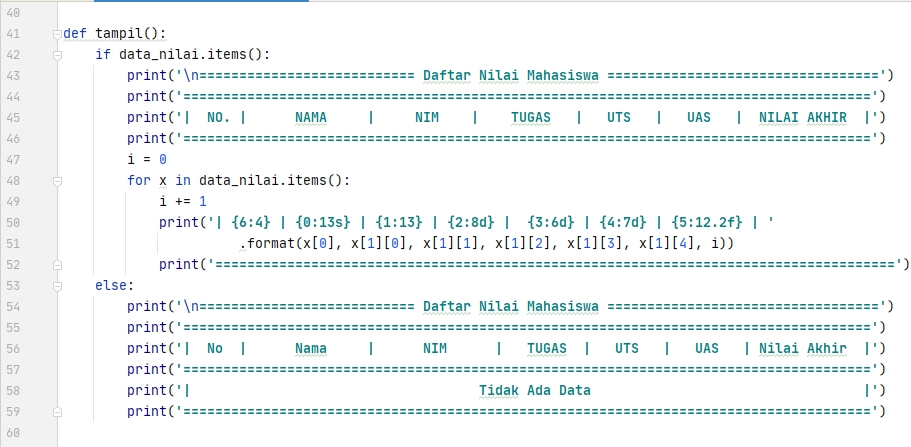 40
41 def tampil():
42     if data_nilai.items():
43         print('\n=========================== Daftar Nilai Mahasiswa ==================================')
44         print('======================================================================================')
45         print('|  NO. |      NAMA     |     NIM      |     TUGAS   |   UTS   |   UAS   |  NILAI AKHIR  |')
46         print('======================================================================================')
47         i = 0
48         for x in data_nilai.items():
49             i += 1
50             print('| {6:4} | {0:13s} | {1:13} | {2:8d} |  {3:6d} | {4:7d} | {5:12.2f} | '
51                       .format(x[0], x[1][0], x[1][1], x[1][2], x[1][3], x[1][4], i))
52             print('=====================================================================================')
53     else:
54         print('\n=========================== Daftar Nilai Mahasiswa ==================================')
55         print('======================================================================================')
56         print('|  No  |      Nama     |      NIM      |   TUGAS  |   UTS   |   UAS   | Nilai Akhir  |')
57         print('======================================================================================')
58         print('|                                    Tidak Ada Data                                  |')
59         print('======================================================================================')
60